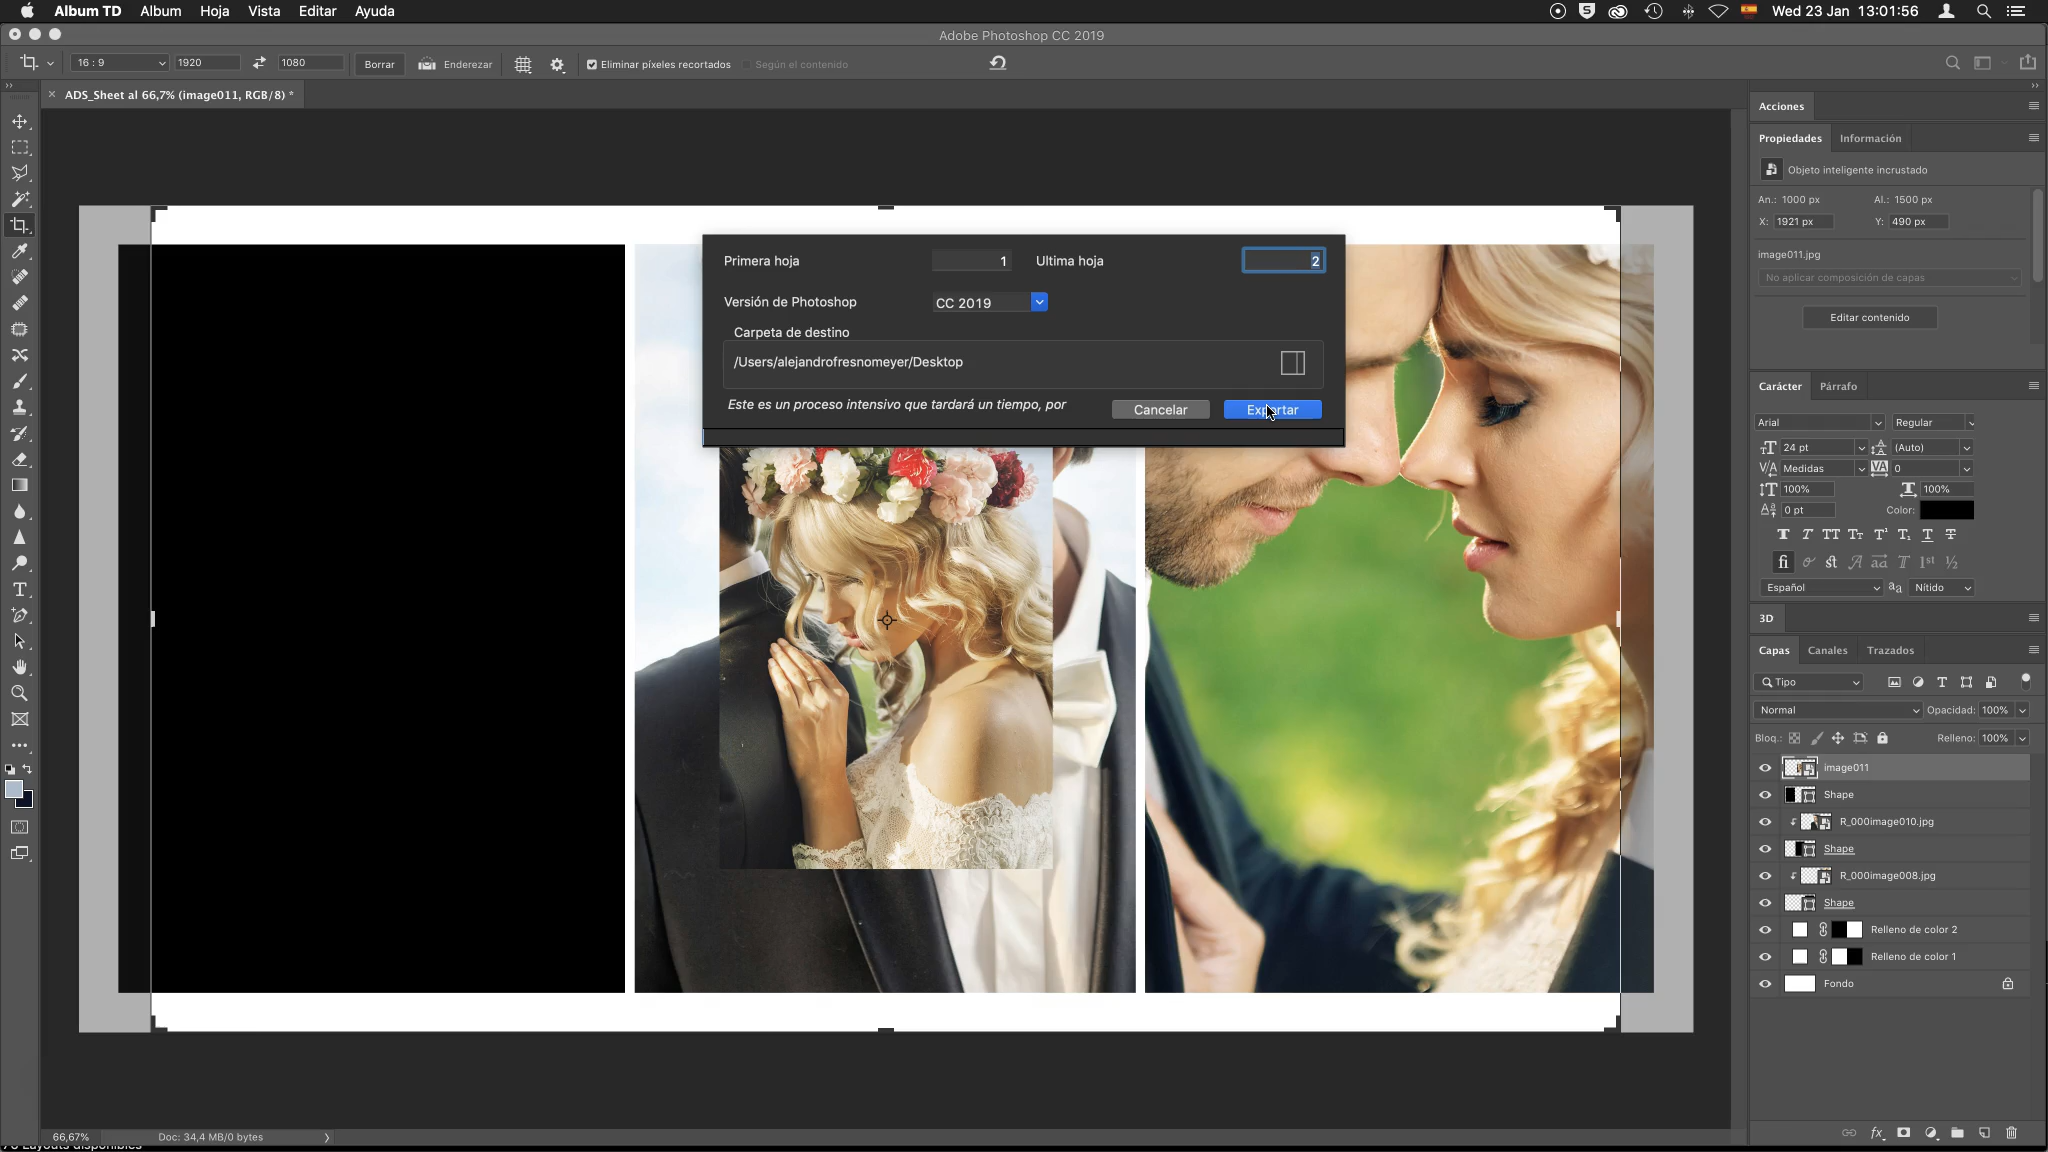 Album TD Album Hoja Vista Editar Ayuda Wed 23 Jan 13:01:56
Adobe Photoshop CC 2019
16 : 9 1920 1080 Borrar Enderezar Eliminar píxeles recortados Según el contenido
ADS_Sheet al 66,7% (image011, RGB/8) *
Primera hoja 1 Ultima hoja 2
Versión de Photoshop CC 2019
Carpeta de destino
/Users/alejandrofresnomeyer/Desktop
Este es un proceso intensivo que tardará un tiempo, por
Cancelar Exportar
Acciones
Propiedades Información
Objeto inteligente incrustado
An.: 1000 px Al.: 1500 px
X: 1921 px Y: 490 px
image011.jpg
No aplicar composición de capas
Editar contenido
Carácter Párrafo
Arial Regular
24 pt (Auto)
Medidas 0
100% 100%
0 pt Color:
Español Nítido
3D
Capas Canales Trazados
Tipo
Normal Opacidad: 100%
Bloq.: Relleno: 100%
image011
Shape
R_000image010.jpg
Shape
R_000image008.jpg
Shape
Relleno de color 2
Relleno de color 1
Fondo
66,67% Doc: 34,4 MB/0 bytes